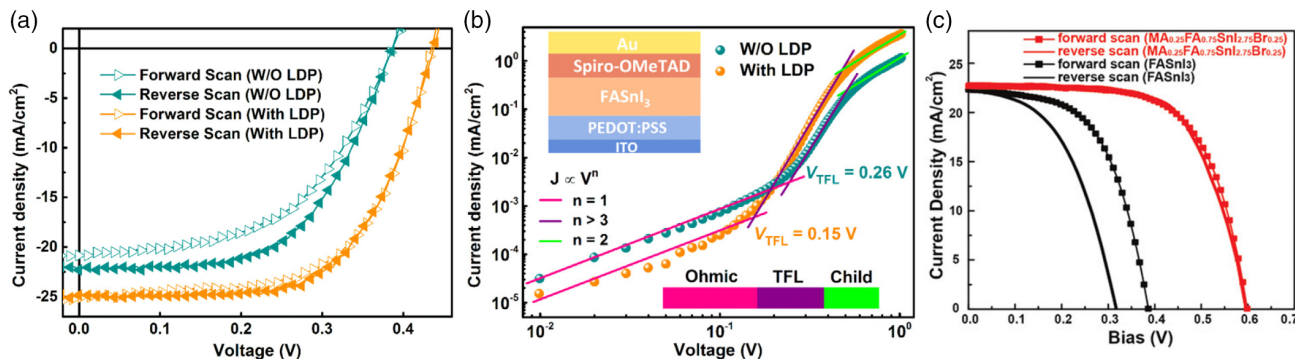 (a)
0
-5
-10
-15
-20
-25
Current density (mA/cm²)
Forward Scan (W/O LDP)
Reverse Scan (W/O LDP)
Forward Scan (With LDP)
Reverse Scan (With LDP)
0.0 0.1 0.2 0.3 0.4
Voltage (V)
(b)
10¹
10⁰
10⁻¹
10⁻²
10⁻³
10⁻⁴
10⁻⁵
Current density (mA/cm²)
Au
Spiro-OMeTAD
FASnI₃
PEDOT:PSS
ITO
W/O LDP
With LDP
J ∝ Vⁿ
n = 1
n > 3
n = 2
V_TFL = 0.26 V
V_TFL = 0.15 V
Ohmic TFL Child
10⁻² 10⁻¹ 10⁰
Voltage (V)
(c)
25
20
15
10
5
0
Current Density (mA/cm²)
forward scan (MA₀.₂₅FA₀.₇₅SnI₂.₇₅Br₀.₂₅)
reverse scan (MA₀.₂₅FA₀.₇₅SnI₂.₇₅Br₀.₂₅)
forward scan (FASnI₃)
reverse scan (FASnI₃)
0.0 0.1 0.2 0.3 0.4 0.5 0.6 0.7
Bias (V)